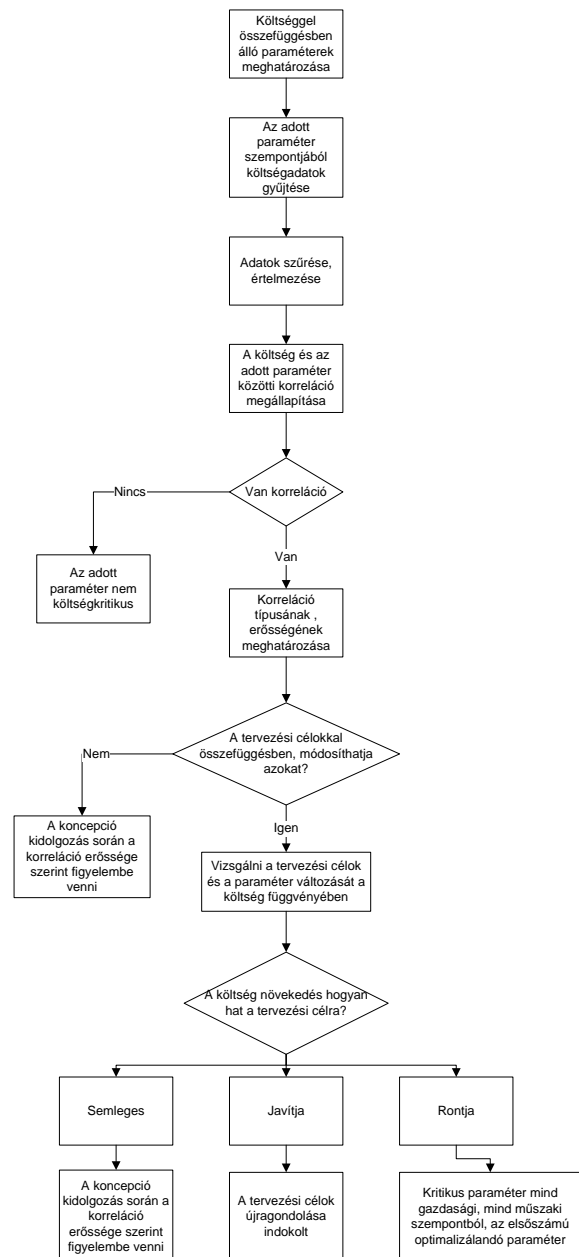 Költséggel
összefüggésben
álló paraméterek
meghatározása
Az adott
paraméter
szempontjából
költségadatok
gyűjtése
Adatok szűrése,
értelmezése
A költség és az
adott paraméter
közötti korreláció
megállapítása
Van korreláció
Nincs
Az adott
paraméter nem
költségkritikus
Van
Korreláció
típusának ,
erősségének
meghatározása
A tervezési célokkal
összefüggésben, módosíthatja
azokat?
Nem
A koncepció
kidolgozás során a
korreláció erőssége
szerint figyelembe
venni
Igen
Vizsgálni a tervezési célok
és a paraméter változását a
költség függvényében
A költség növekedés hogyan
hat a tervezési célra?
Semleges
Javítja
Rontja
A koncepció
kidolgozás során a
korreláció
erőssége szerint
figyelembe venni
A tervezési célok
újragondolása
indokolt
Kritikus paraméter mind
gazdasági, mind műszaki
szempontból, az elsőszámú
optimalizálandó paraméter